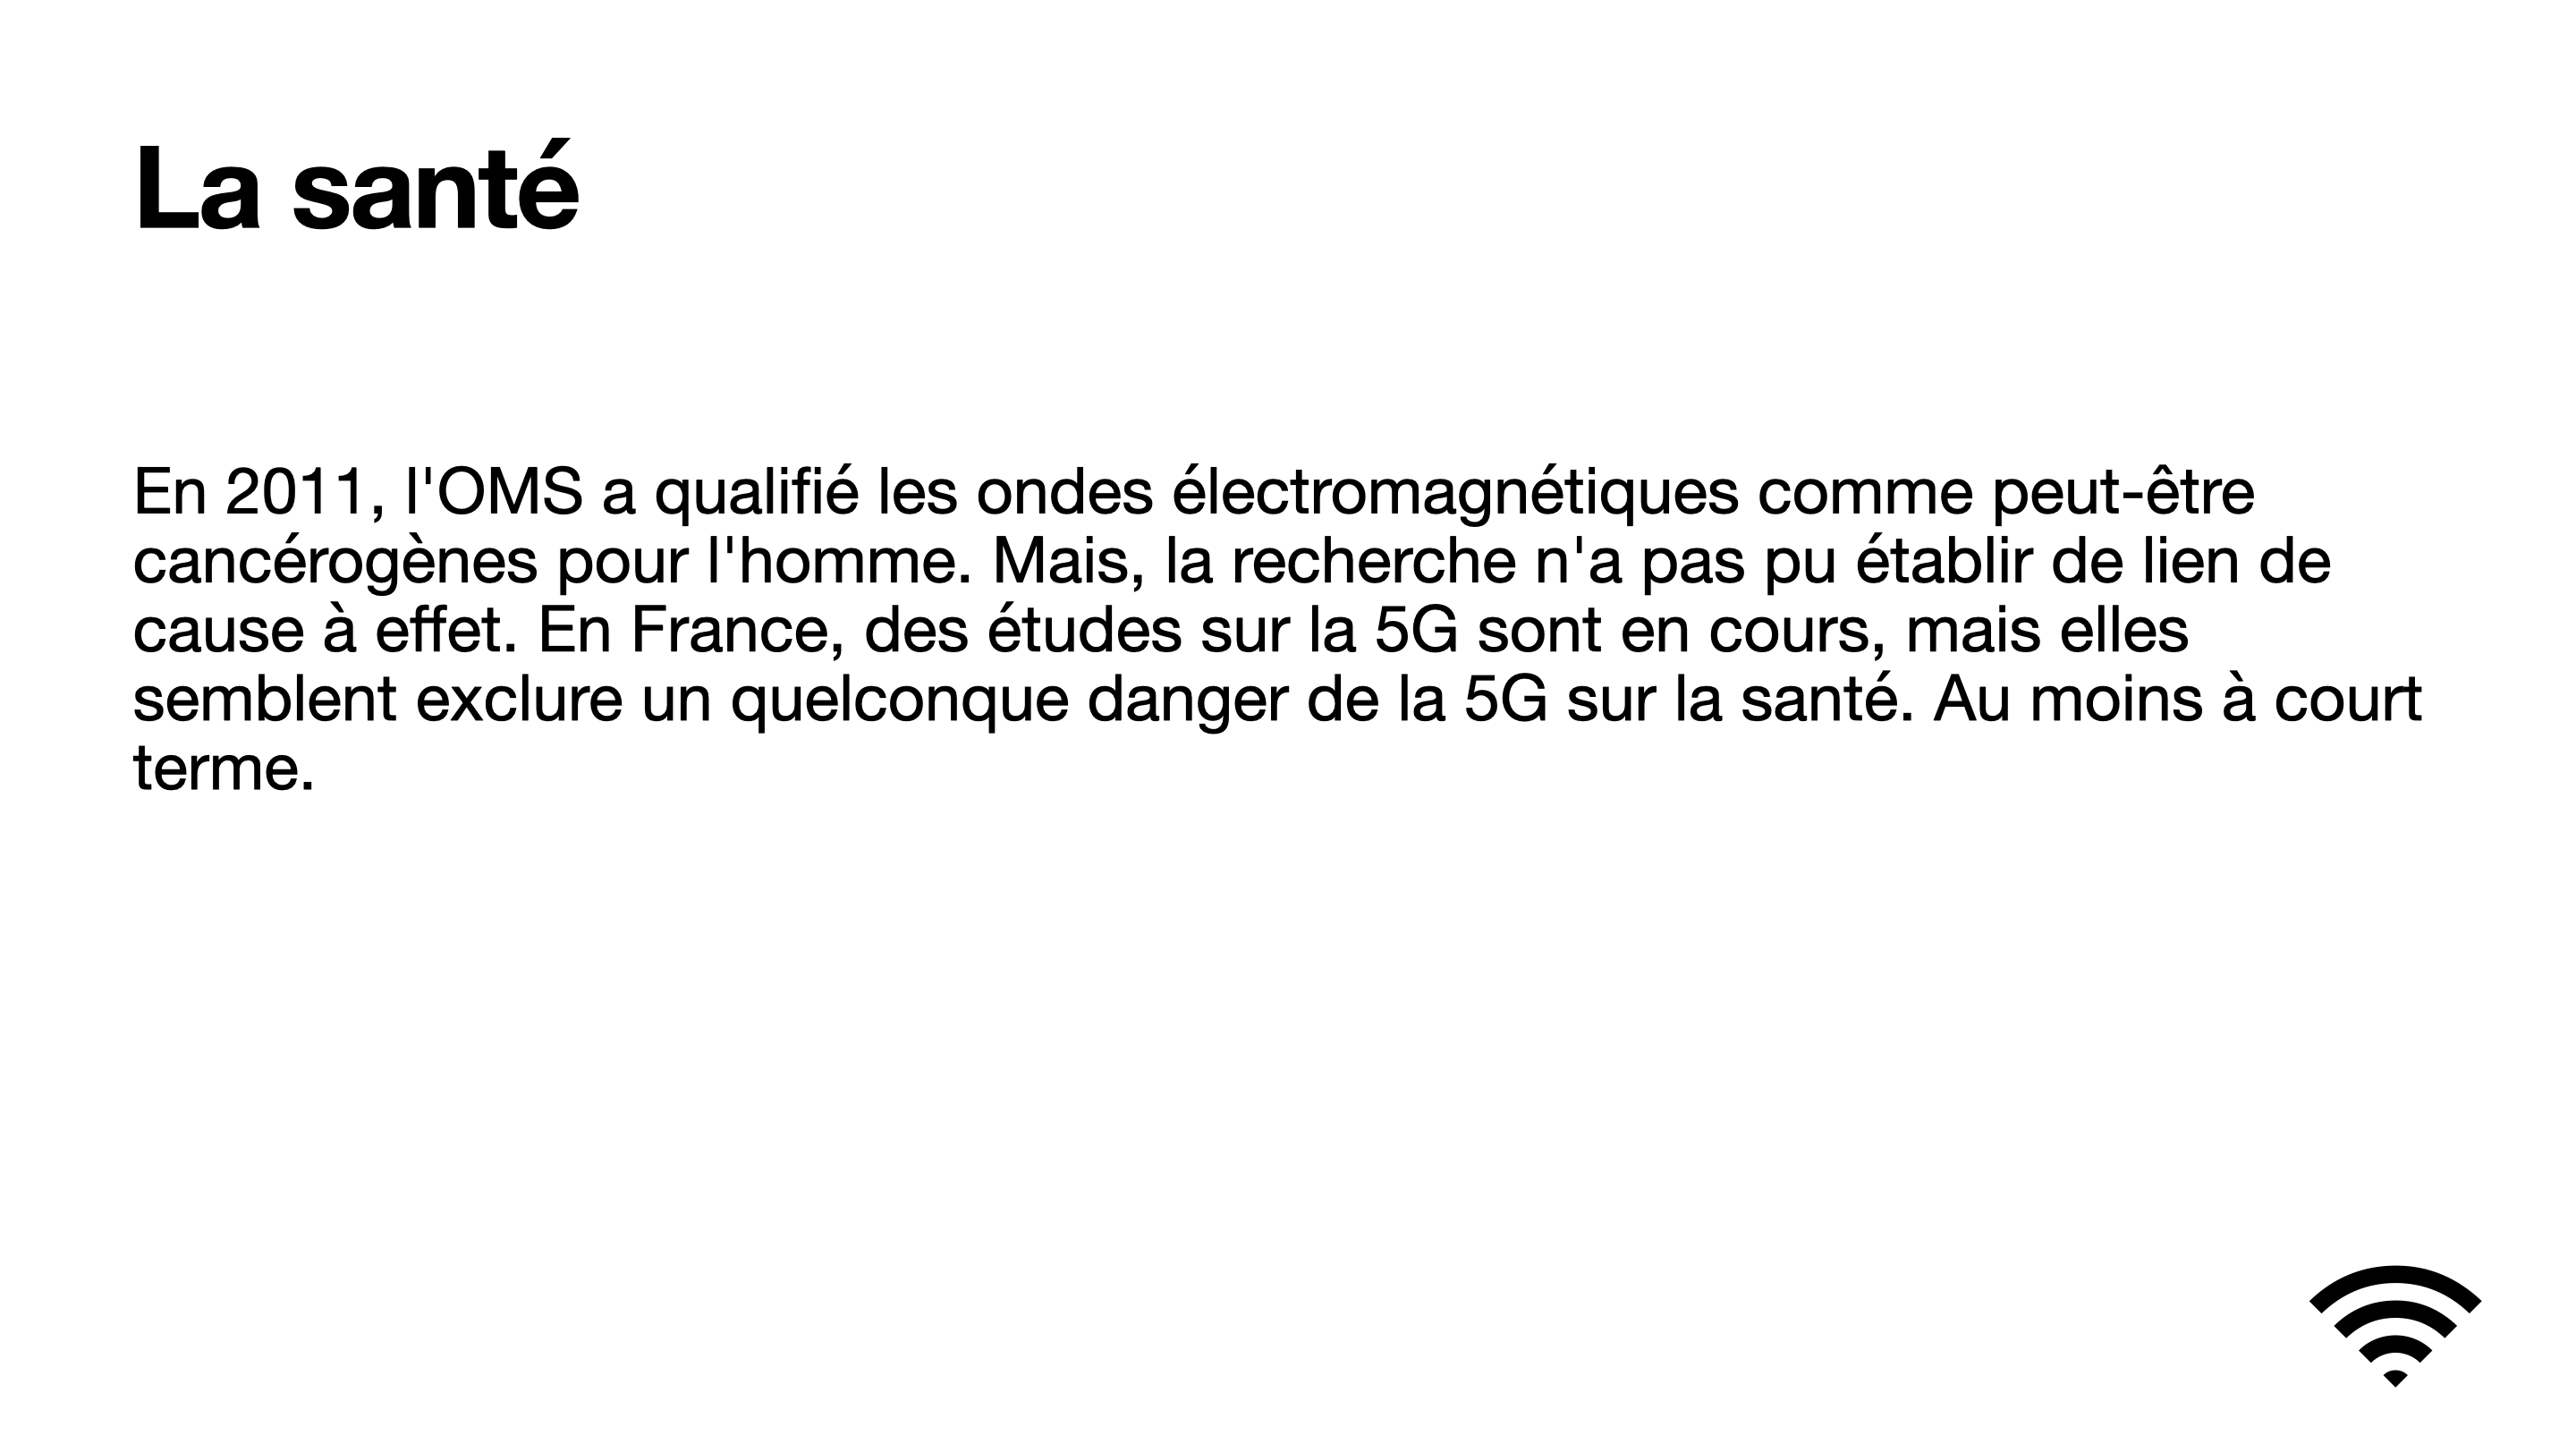 La santé
En 2011, l'OMS a qualifié les ondes électromagnétiques comme peut-être
cancérogènes pour l'homme. Mais, la recherche n'a pas pu établir de lien de
cause à effet. En France, des études sur la 5G sont en cours, mais elles
semblent exclure un quelconque danger de la 5G sur la santé. Au moins à court
terme.